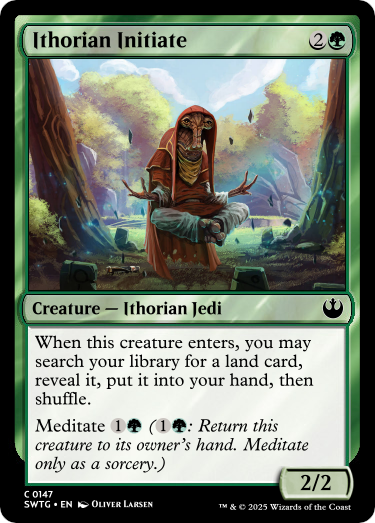 Ithorian Initiate 2
Creature — Ithorian Jedi
When this creature enters, you may
search your library for a land card,
reveal it, put it into your hand, then
shuffle.
Meditate 1 (1: Return this
creature to its owner's hand. Meditate
only as a sorcery.)
2/2
C 0147
SWTG • EN Oliver Larsen
™ & © 2025 Wizards of the Coast